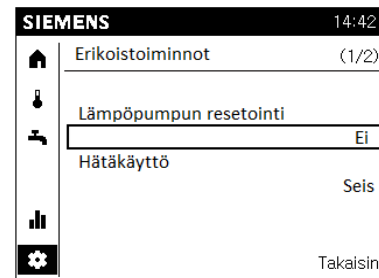 SIEMENS 14:42
Erikoistoiminnot (1/2)
Lämpöpumpun resetointi
Ei
Hätäkäyttö
Seis
Takaisin